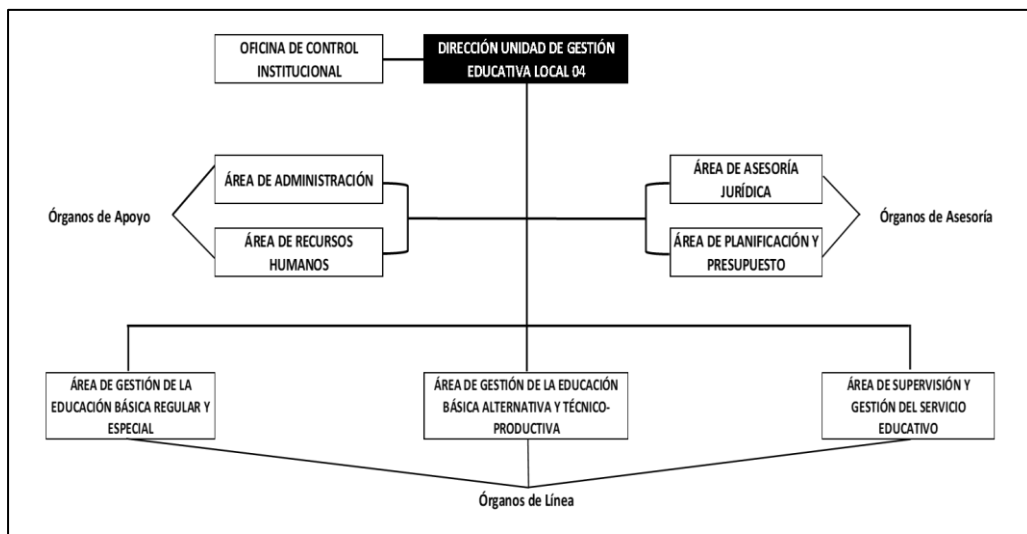 OFICINA DE CONTROL
INSTITUCIONAL
DIRECCIÓN UNIDAD DE GESTIÓN
EDUCATIVA LOCAL 04
Órganos de Apoyo
ÁREA DE ADMINISTRACIÓN
ÁREA DE RECURSOS
HUMANOS
ÁREA DE ASESORÍA
JURÍDICA
ÁREA DE PLANIFICACIÓN Y
PRESUPUESTO
Órganos de Asesoría
ÁREA DE GESTIÓN DE LA
EDUCACIÓN BÁSICA REGULAR Y
ESPECIAL
ÁREA DE GESTIÓN DE LA EDUCACIÓN
BÁSICA ALTERNATIVA Y TÉCNICO-
PRODUCTIVA
ÁREA DE SUPERVISIÓN Y
GESTIÓN DEL SERVICIO
EDUCATIVO
Órganos de Línea